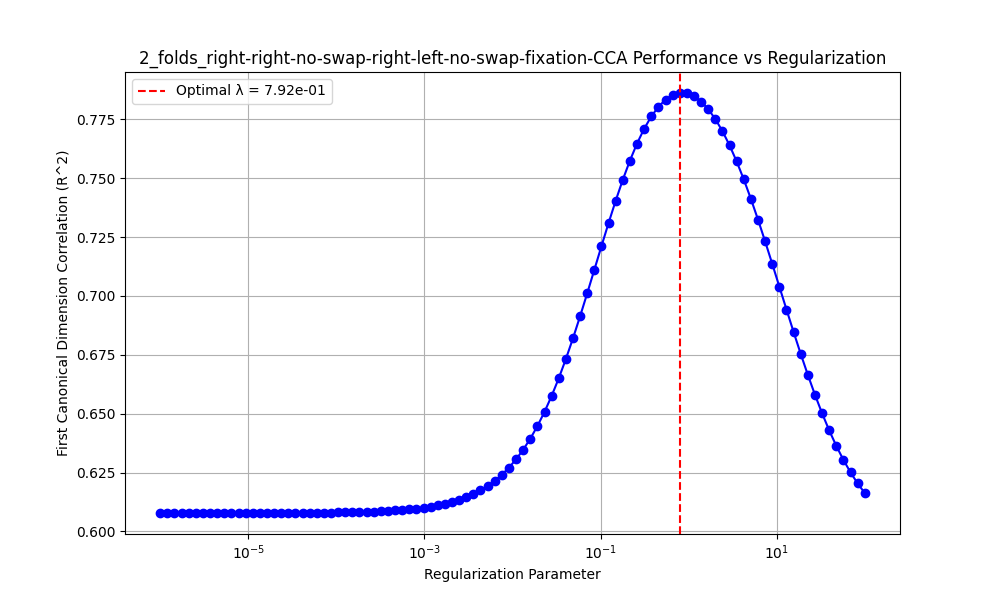 2_folds_right-right-no-swap-right-left-no-swap-fixation-CCA Performance vs Regularization
Optimal λ = 7.92e-01
First Canonical Dimension Correlation (R^2)
0.775
0.750
0.725
0.700
0.675
0.650
0.625
0.600
10⁻⁵ 10⁻³ 10⁻¹ 10¹
Regularization Parameter